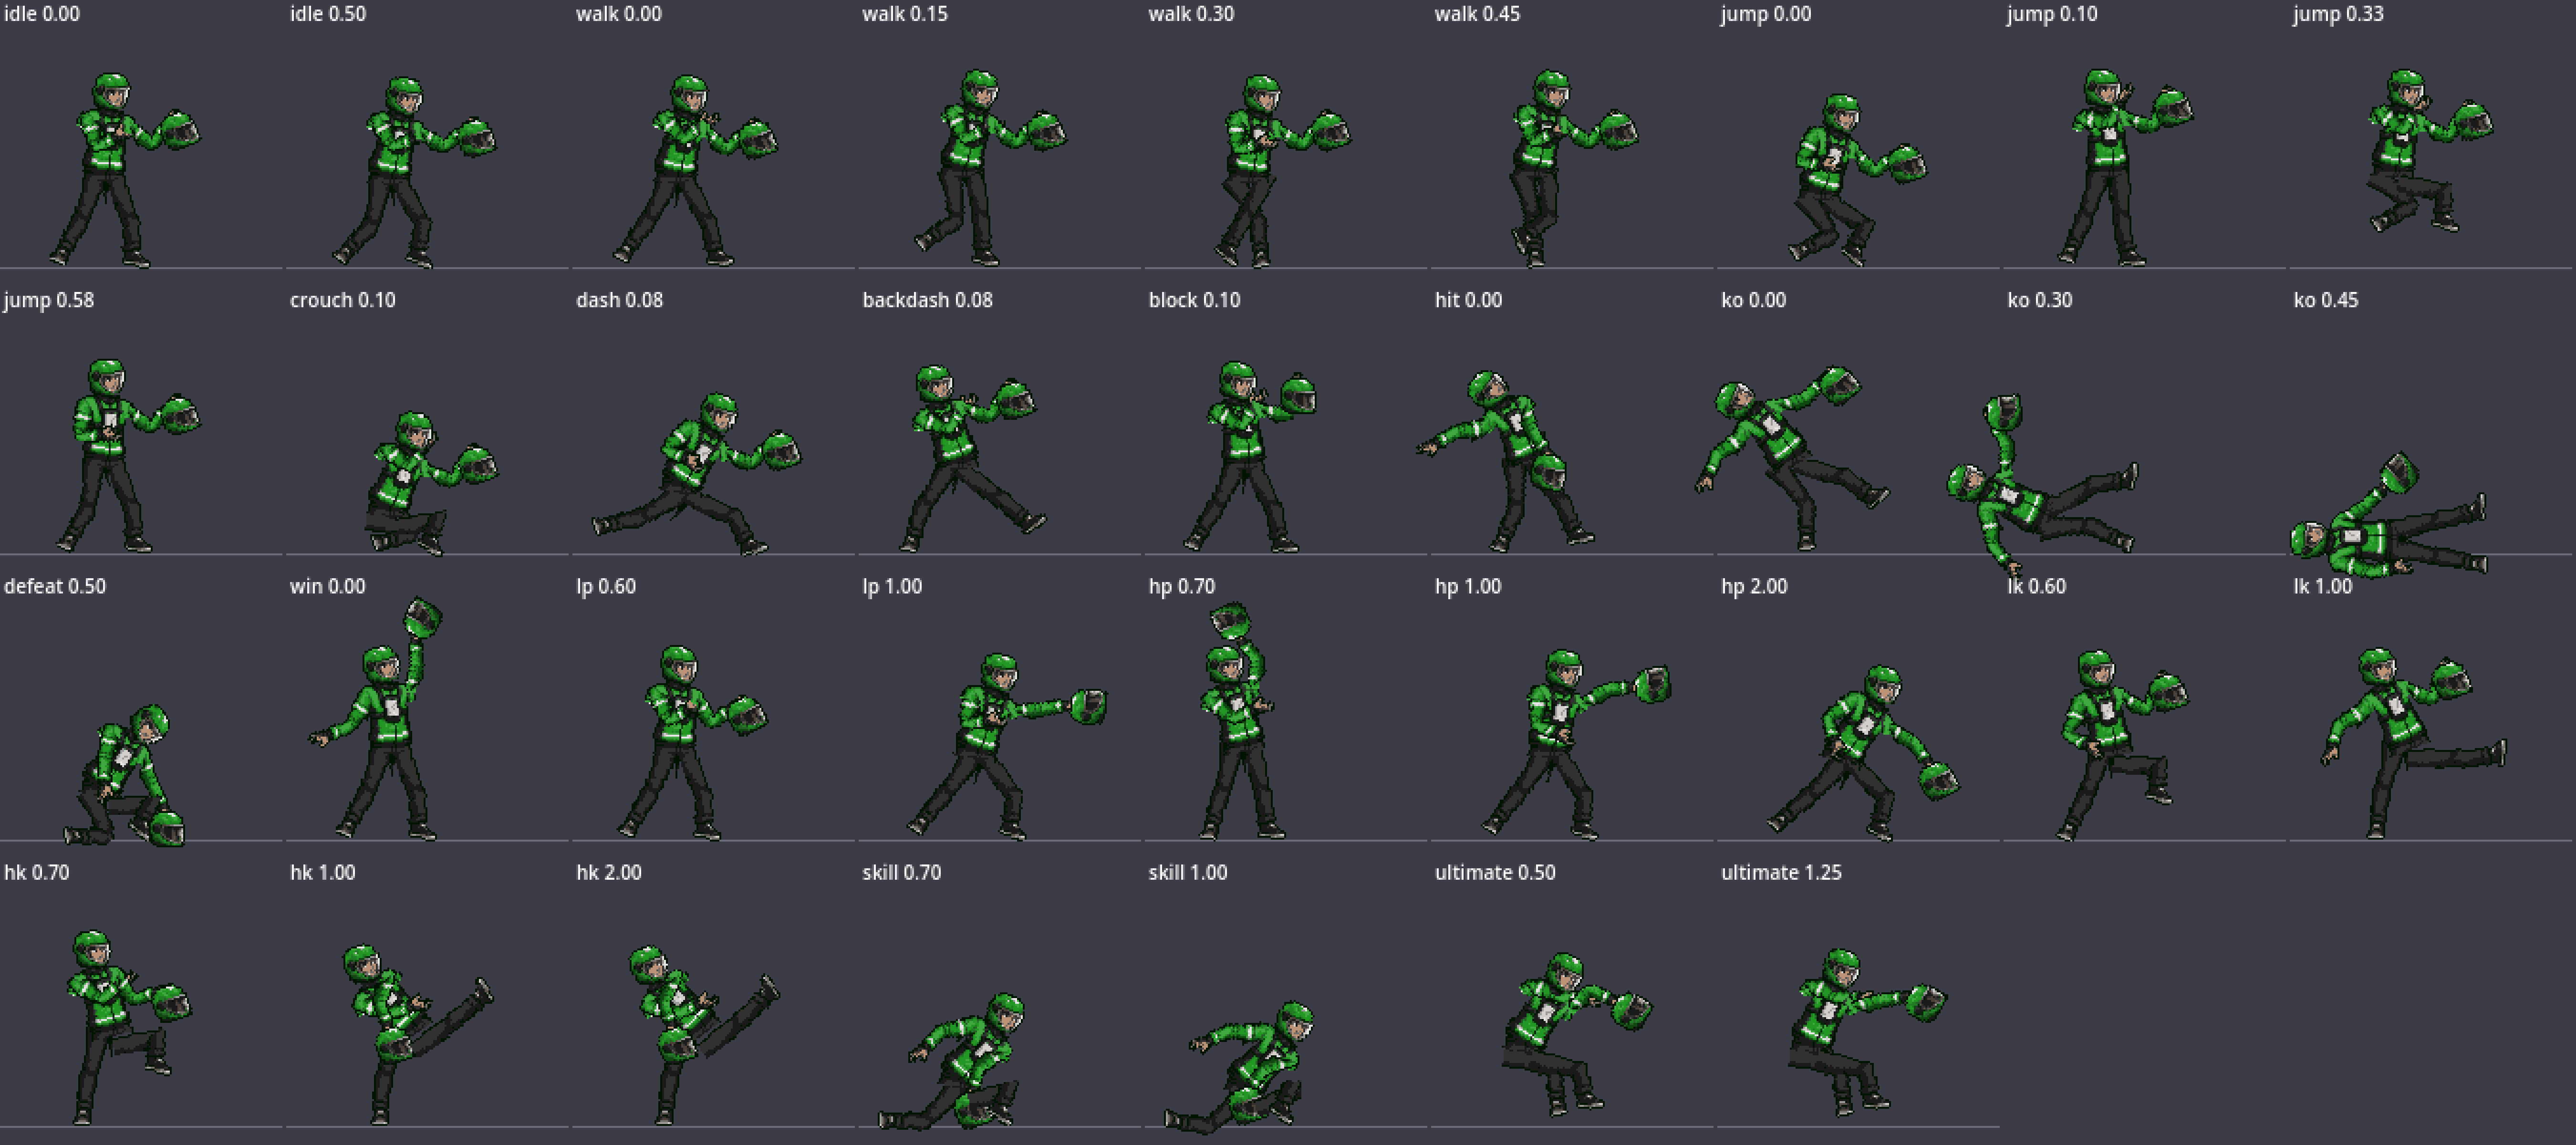 idle 0.00
idle 0.50
walk 0.00
walk 0.15
walk 0.30
walk 0.45
jump 0.00
jump 0.10
jump 0.33
jump 0.58
crouch 0.10
dash 0.08
backdash 0.08
block 0.10
hit 0.00
ko 0.00
ko 0.30
ko 0.45
defeat 0.50
win 0.00
lp 0.60
lp 1.00
hp 0.70
hp 1.00
hp 2.00
lk 0.60
lk 1.00
hk 0.70
hk 1.00
hk 2.00
skill 0.70
skill 1.00
ultimate 0.50
ultimate 1.25